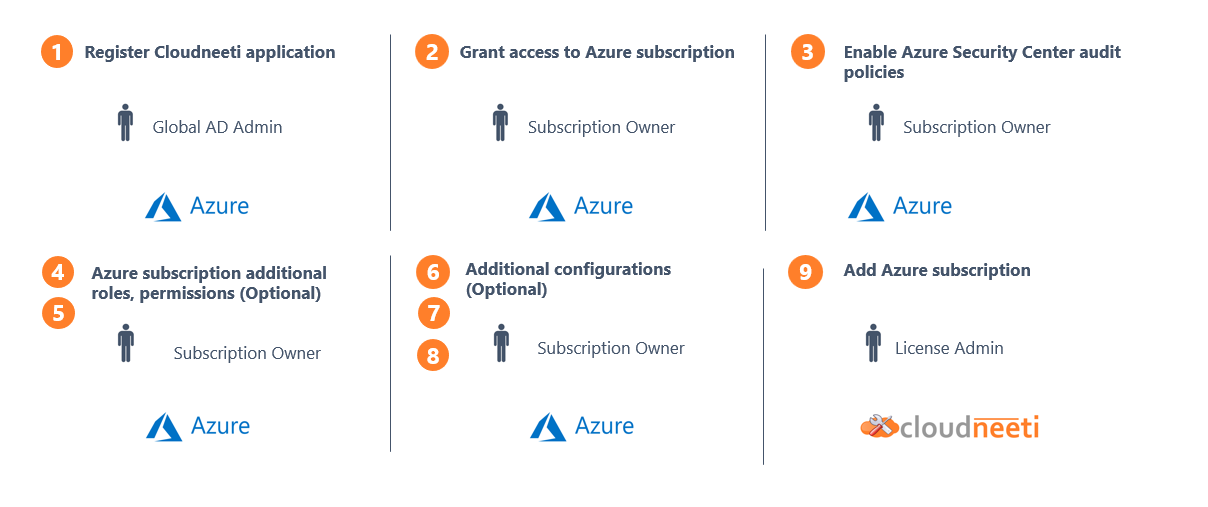 1 Register Cloudneeti application
Global AD Admin
Azure
2 Grant access to Azure subscription
Subscription Owner
Azure
3 Enable Azure Security Center audit
policies
Subscription Owner
Azure
4 Azure subscription additional
roles, permissions (Optional)
5
Subscription Owner
Azure
6 Additional configurations
(Optional)
7
8
Subscription Owner
Azure
9 Add Azure subscription
License Admin
cloudneeti